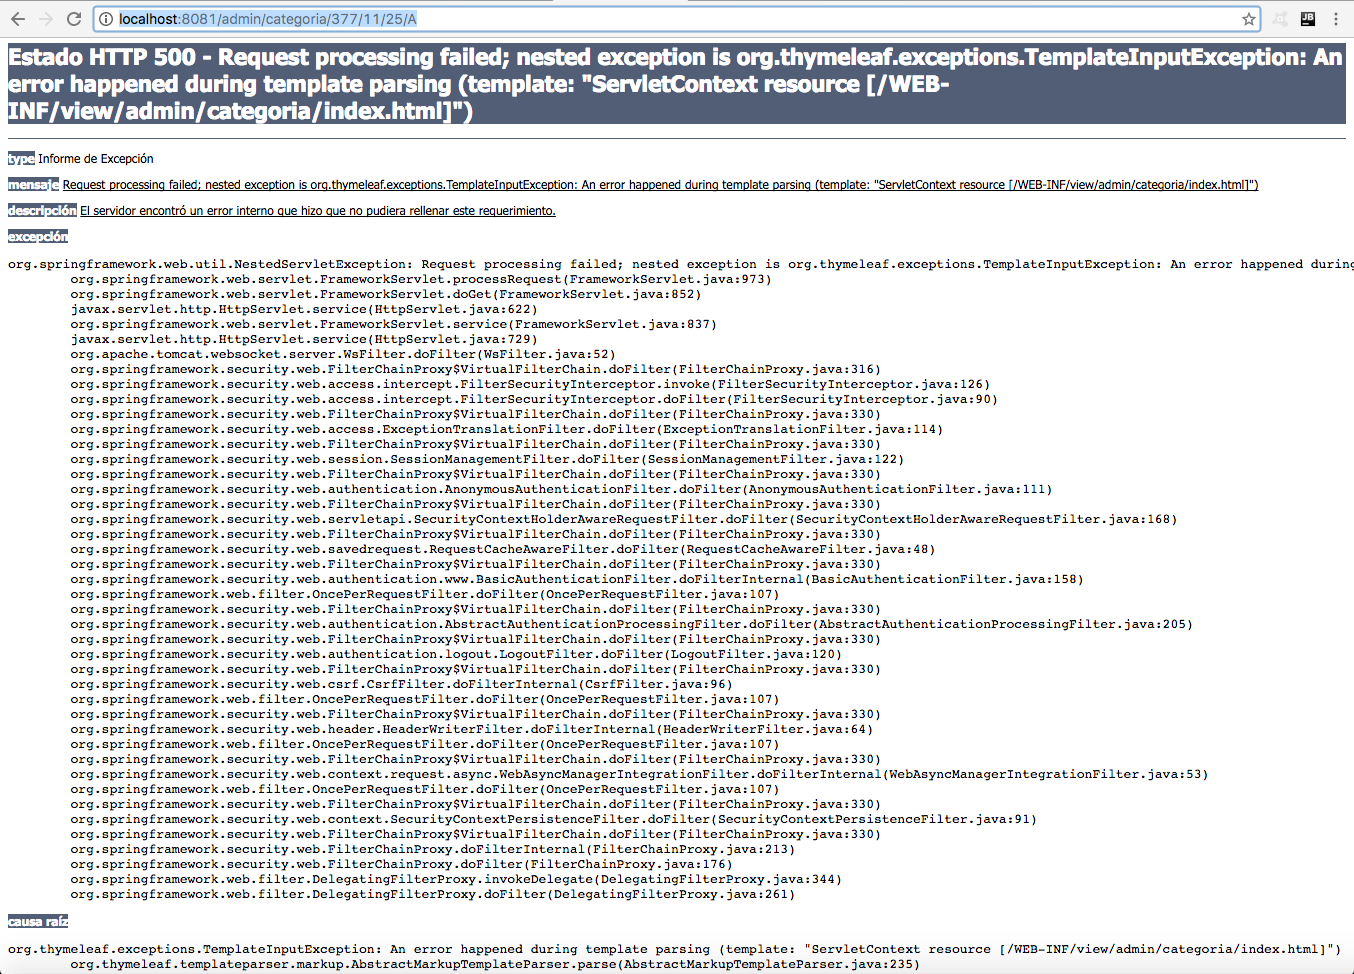 localhost:8081/admin/categoria/377/11/25/A
JB
Estado HTTP 500 - Request processing failed; nested exception is org.thymeleaf.exceptions.TemplateInputException: An
error happened during template parsing (template: "ServletContext resource [/WEB-
INF/view/admin/categoria/index.html]")
type Informe de Excepción
mensaje Request processing failed; nested exception is org.thymeleaf.exceptions.TemplateInputException: An error happened during template parsing (template: "ServletContext resource [/WEB-INF/view/admin/categoria/index.html]")
descripción El servidor encontró un error interno que hizo que no pudiera rellenar este requerimiento.
excepción
org.springframework.web.util.NestedServletException: Request processing failed; nested exception is org.thymeleaf.exceptions.TemplateInputException: An error happened during
org.springframework.web.servlet.FrameworkServlet.processRequest(FrameworkServlet.java:973)
org.springframework.web.servlet.FrameworkServlet.doGet(FrameworkServlet.java:852)
javax.servlet.http.HttpServlet.service(HttpServlet.java:622)
org.springframework.web.servlet.FrameworkServlet.service(FrameworkServlet.java:837)
javax.servlet.http.HttpServlet.service(HttpServlet.java:729)
org.apache.tomcat.websocket.server.WsFilter.doFilter(WsFilter.java:52)
org.springframework.security.web.FilterChainProxy$VirtualFilterChain.doFilter(FilterChainProxy.java:316)
org.springframework.security.web.access.intercept.FilterSecurityInterceptor.invoke(FilterSecurityInterceptor.java:126)
org.springframework.security.web.access.intercept.FilterSecurityInterceptor.doFilter(FilterSecurityInterceptor.java:90)
org.springframework.security.web.FilterChainProxy$VirtualFilterChain.doFilter(FilterChainProxy.java:330)
org.springframework.security.web.access.ExceptionTranslationFilter.doFilter(ExceptionTranslationFilter.java:114)
org.springframework.security.web.FilterChainProxy$VirtualFilterChain.doFilter(FilterChainProxy.java:330)
org.springframework.security.web.session.SessionManagementFilter.doFilter(SessionManagementFilter.java:122)
org.springframework.security.web.FilterChainProxy$VirtualFilterChain.doFilter(FilterChainProxy.java:330)
org.springframework.security.web.authentication.AnonymousAuthenticationFilter.doFilter(AnonymousAuthenticationFilter.java:111)
org.springframework.security.web.FilterChainProxy$VirtualFilterChain.doFilter(FilterChainProxy.java:330)
org.springframework.security.web.servletapi.SecurityContextHolderAwareRequestFilter.doFilter(SecurityContextHolderAwareRequestFilter.java:168)
org.springframework.security.web.FilterChainProxy$VirtualFilterChain.doFilter(FilterChainProxy.java:330)
org.springframework.security.web.savedrequest.RequestCacheAwareFilter.doFilter(RequestCacheAwareFilter.java:48)
org.springframework.security.web.FilterChainProxy$VirtualFilterChain.doFilter(FilterChainProxy.java:330)
org.springframework.security.web.authentication.www.BasicAuthenticationFilter.doFilterInternal(BasicAuthenticationFilter.java:158)
org.springframework.web.filter.OncePerRequestFilter.doFilter(OncePerRequestFilter.java:107)
org.springframework.security.web.FilterChainProxy$VirtualFilterChain.doFilter(FilterChainProxy.java:330)
org.springframework.security.web.authentication.AbstractAuthenticationProcessingFilter.doFilter(AbstractAuthenticationProcessingFilter.java:205)
org.springframework.security.web.FilterChainProxy$VirtualFilterChain.doFilter(FilterChainProxy.java:330)
org.springframework.security.web.authentication.logout.LogoutFilter.doFilter(LogoutFilter.java:120)
org.springframework.security.web.FilterChainProxy$VirtualFilterChain.doFilter(FilterChainProxy.java:330)
org.springframework.security.web.csrf.CsrfFilter.doFilterInternal(CsrfFilter.java:96)
org.springframework.web.filter.OncePerRequestFilter.doFilter(OncePerRequestFilter.java:107)
org.springframework.security.web.FilterChainProxy$VirtualFilterChain.doFilter(FilterChainProxy.java:330)
org.springframework.security.web.header.HeaderWriterFilter.doFilterInternal(HeaderWriterFilter.java:64)
org.springframework.web.filter.OncePerRequestFilter.doFilter(OncePerRequestFilter.java:107)
org.springframework.security.web.FilterChainProxy$VirtualFilterChain.doFilter(FilterChainProxy.java:330)
org.springframework.security.web.context.request.async.WebAsyncManagerIntegrationFilter.doFilterInternal(WebAsyncManagerIntegrationFilter.java:53)
org.springframework.web.filter.OncePerRequestFilter.doFilter(OncePerRequestFilter.java:107)
org.springframework.security.web.FilterChainProxy$VirtualFilterChain.doFilter(FilterChainProxy.java:330)
org.springframework.security.web.context.SecurityContextPersistenceFilter.doFilter(SecurityContextPersistenceFilter.java:91)
org.springframework.security.web.FilterChainProxy$VirtualFilterChain.doFilter(FilterChainProxy.java:330)
org.springframework.security.web.FilterChainProxy.doFilterInternal(FilterChainProxy.java:213)
org.springframework.security.web.FilterChainProxy.doFilter(FilterChainProxy.java:176)
org.springframework.web.filter.DelegatingFilterProxy.invokeDelegate(DelegatingFilterProxy.java:344)
org.springframework.web.filter.DelegatingFilterProxy.doFilter(DelegatingFilterProxy.java:261)
causa raíz
org.thymeleaf.exceptions.TemplateInputException: An error happened during template parsing (template: "ServletContext resource [/WEB-INF/view/admin/categoria/index.html]")
org.thymeleaf.templateparser.markup.AbstractMarkupTemplateParser.parse(AbstractMarkupTemplateParser.java:235)